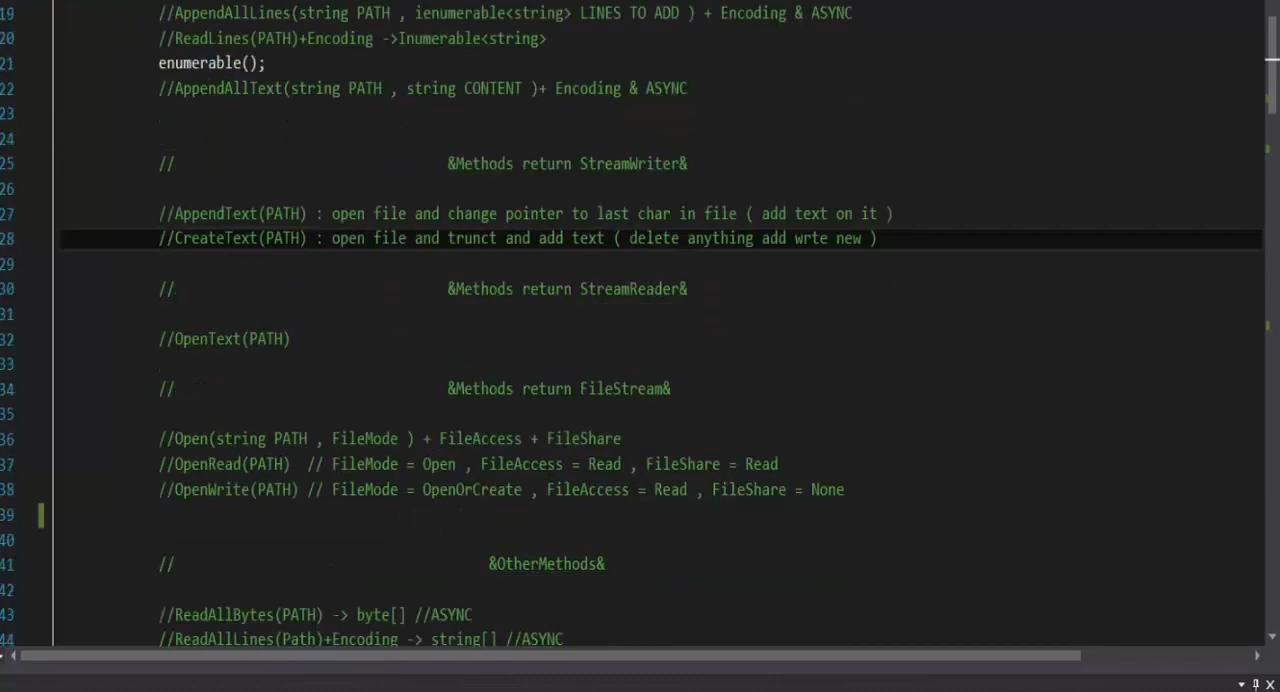 19 //AppendAllLines(string PATH , ienumerable<string> LINES TO ADD ) + Encoding & ASYNC
20 //ReadLines(PATH)+Encoding ->Inumerable<string>
21 enumerable();
22 //AppendAllText(string PATH , string CONTENT )+ Encoding & ASYNC
23
24
25 // &Methods return StreamWriter&
26
27 //AppendText(PATH) : open file and change pointer to last char in file ( add text on it )
28 //CreateText(PATH) : open file and trunct and add text ( delete anything add wrte new )
29
30 // &Methods return StreamReader&
31
32 //OpenText(PATH)
33
34 // &Methods return FileStream&
35
36 //Open(string PATH , FileMode ) + FileAccess + FileShare
37 //OpenRead(PATH) // FileMode = Open , FileAccess = Read , FileShare = Read
38 //OpenWrite(PATH) // FileMode = OpenOrCreate , FileAccess = Read , FileShare = None
39
40
41 // &OtherMethods&
42
43 //ReadAllBytes(PATH) -> byte[] //ASYNC
44 //ReadAllLines(Path)+Encoding -> string[] //ASYNC